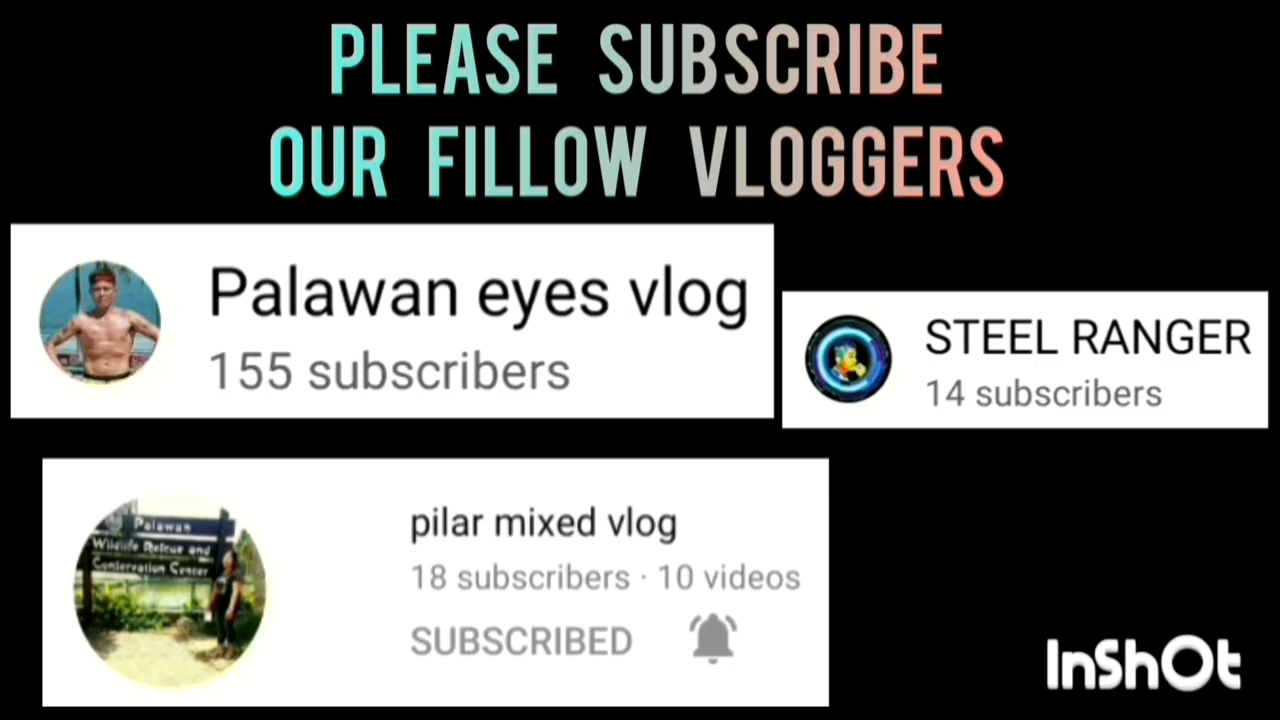 PLEASE SUBSCRIBE
OUR FILLOW VLOGGERS
Palawan eyes vlog
155 subscribers
STEEL RANGER
14 subscribers
Palawan
Wildlife Rescue and
Conservation Center
pilar mixed vlog
18 subscribers · 10 videos
SUBSCRIBED
InShOt